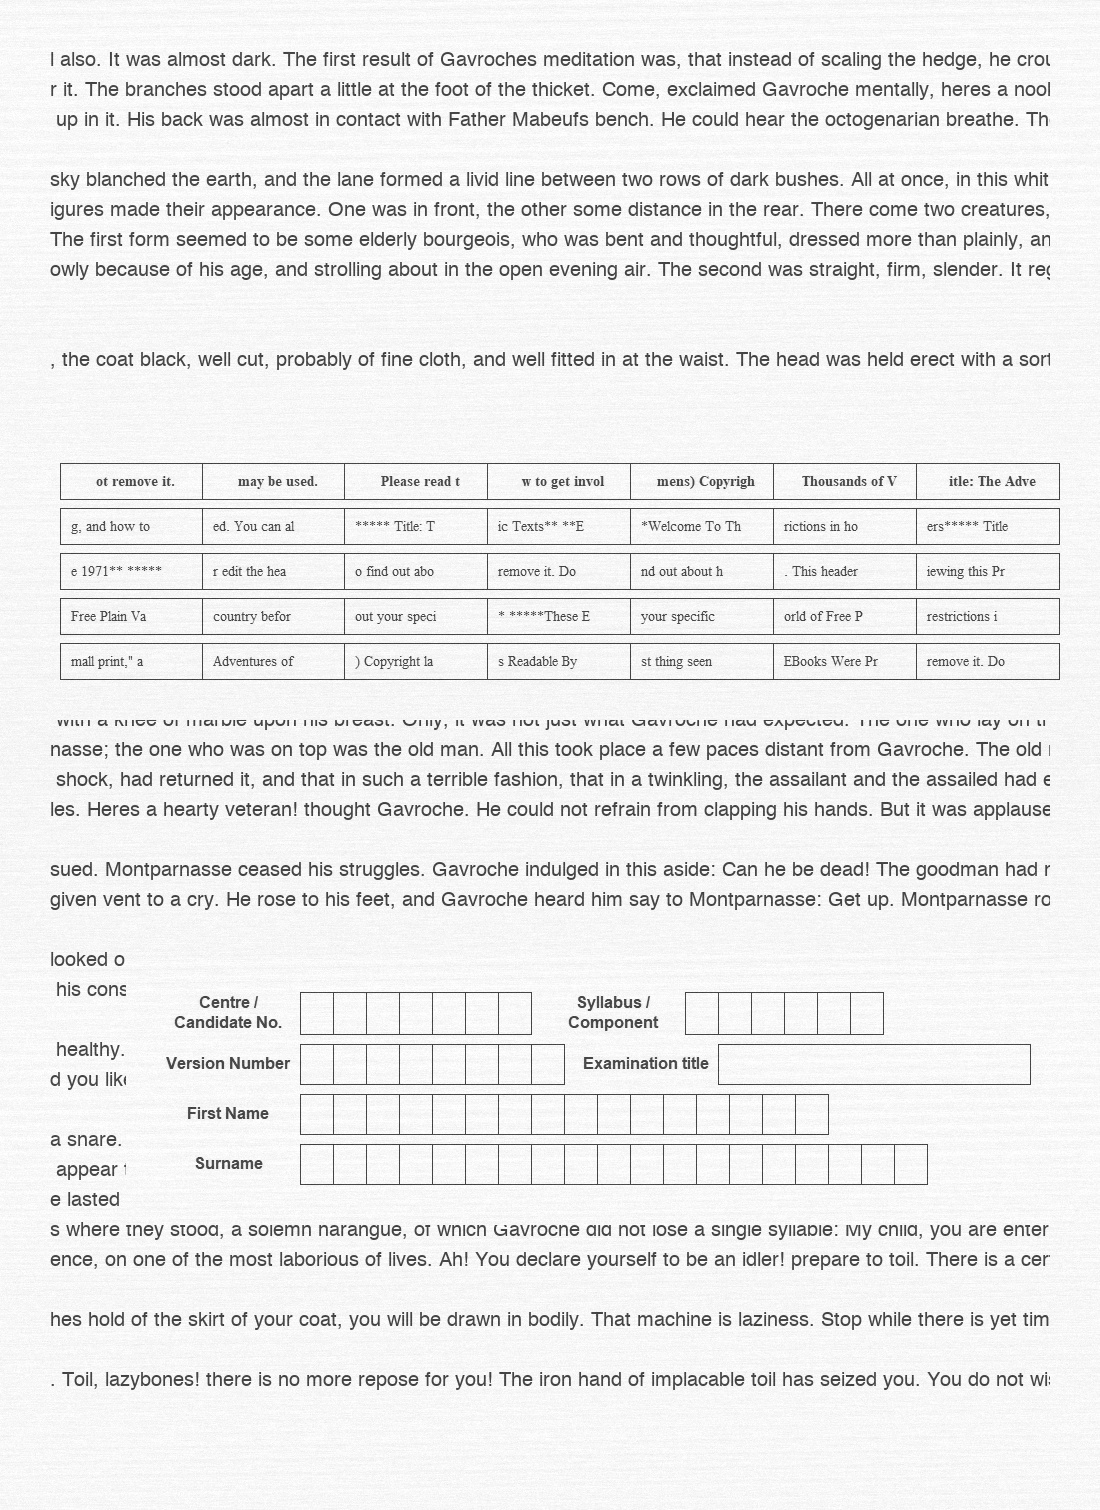 l also. It was almost dark. The first result of Gavroches meditation was, that instead of scaling the hedge, he
r it. The branches stood apart a little at the foot of the thicket. Come, exclaimed Gavroche mentally, heres a
up in it. His back was almost in contact with Father Mabeufs bench. He could hear the octogenarian breathe.
sky blanched the earth, and the lane formed a livid line between two rows of dark bushes. All at once, in this whit
igures made their appearance. One was in front, the other some distance in the rear. There come two creatures,
The first form seemed to be some elderly bourgeois, who was bent and thoughtful, dressed more than plainly, an
owly because of his age, and strolling about in the open evening air. The second was straight, firm, slender. It
, the coat black, well cut, probably of fine cloth, and well fitted in at the waist. The head was held erect with a sort
ot remove it. may be used. Please read t w to get invol mens) Copyrigh Thousands of V itle: The Adve
g, and how to ed. You can al ***** Title: T ic Texts** **E *Welcome To Th rictions in ho ers***** Title
e 1971** ***** r edit the hea o find out abo remove it. Do nd out about h . This header iewing this Pr
Free Plain Va country befor out your speci * *****These E your specific orld of Free P restrictions i
mall print," a Adventures of ) Copyright la s Readable By st thing seen EBooks Were Pr remove it. Do
with a knee of marble upon his breast. Only, it was not just what Gavroche had expected. The one who lay on
nasse; the one who was on top was the old man. All this took place a few paces distant from Gavroche. The old
shock, had returned it, and that in such a terrible fashion, that in a twinkling, the assailant and the assailed had
les. Heres a hearty veteran! thought Gavroche. He could not refrain from clapping his hands. But it was applause
sued. Montparnasse ceased his struggles. Gavroche indulged in this aside: Can he be dead! The goodman had
given vent to a cry. He rose to his feet, and Gavroche heard him say to Montparnasse: Get up. Montparnasse ro
looked o
his cons
Centre / Candidate No. Syllabus / Component
healthy.
Version Number Examination title
d you like
First Name
a snare.
appear
Surname
e lasted
s where they stood, a solemn harangue, of which Gavroche did not lose a single syllable: My child, you are enter
ence, on one of the most laborious of lives. Ah! You declare yourself to be an idler! prepare to toil. There is a cer
hes hold of the skirt of your coat, you will be drawn in bodily. That machine is laziness. Stop while there is yet tim
. Toil, lazybones! there is no more repose for you! The iron hand of implacable toil has seized you. You do not